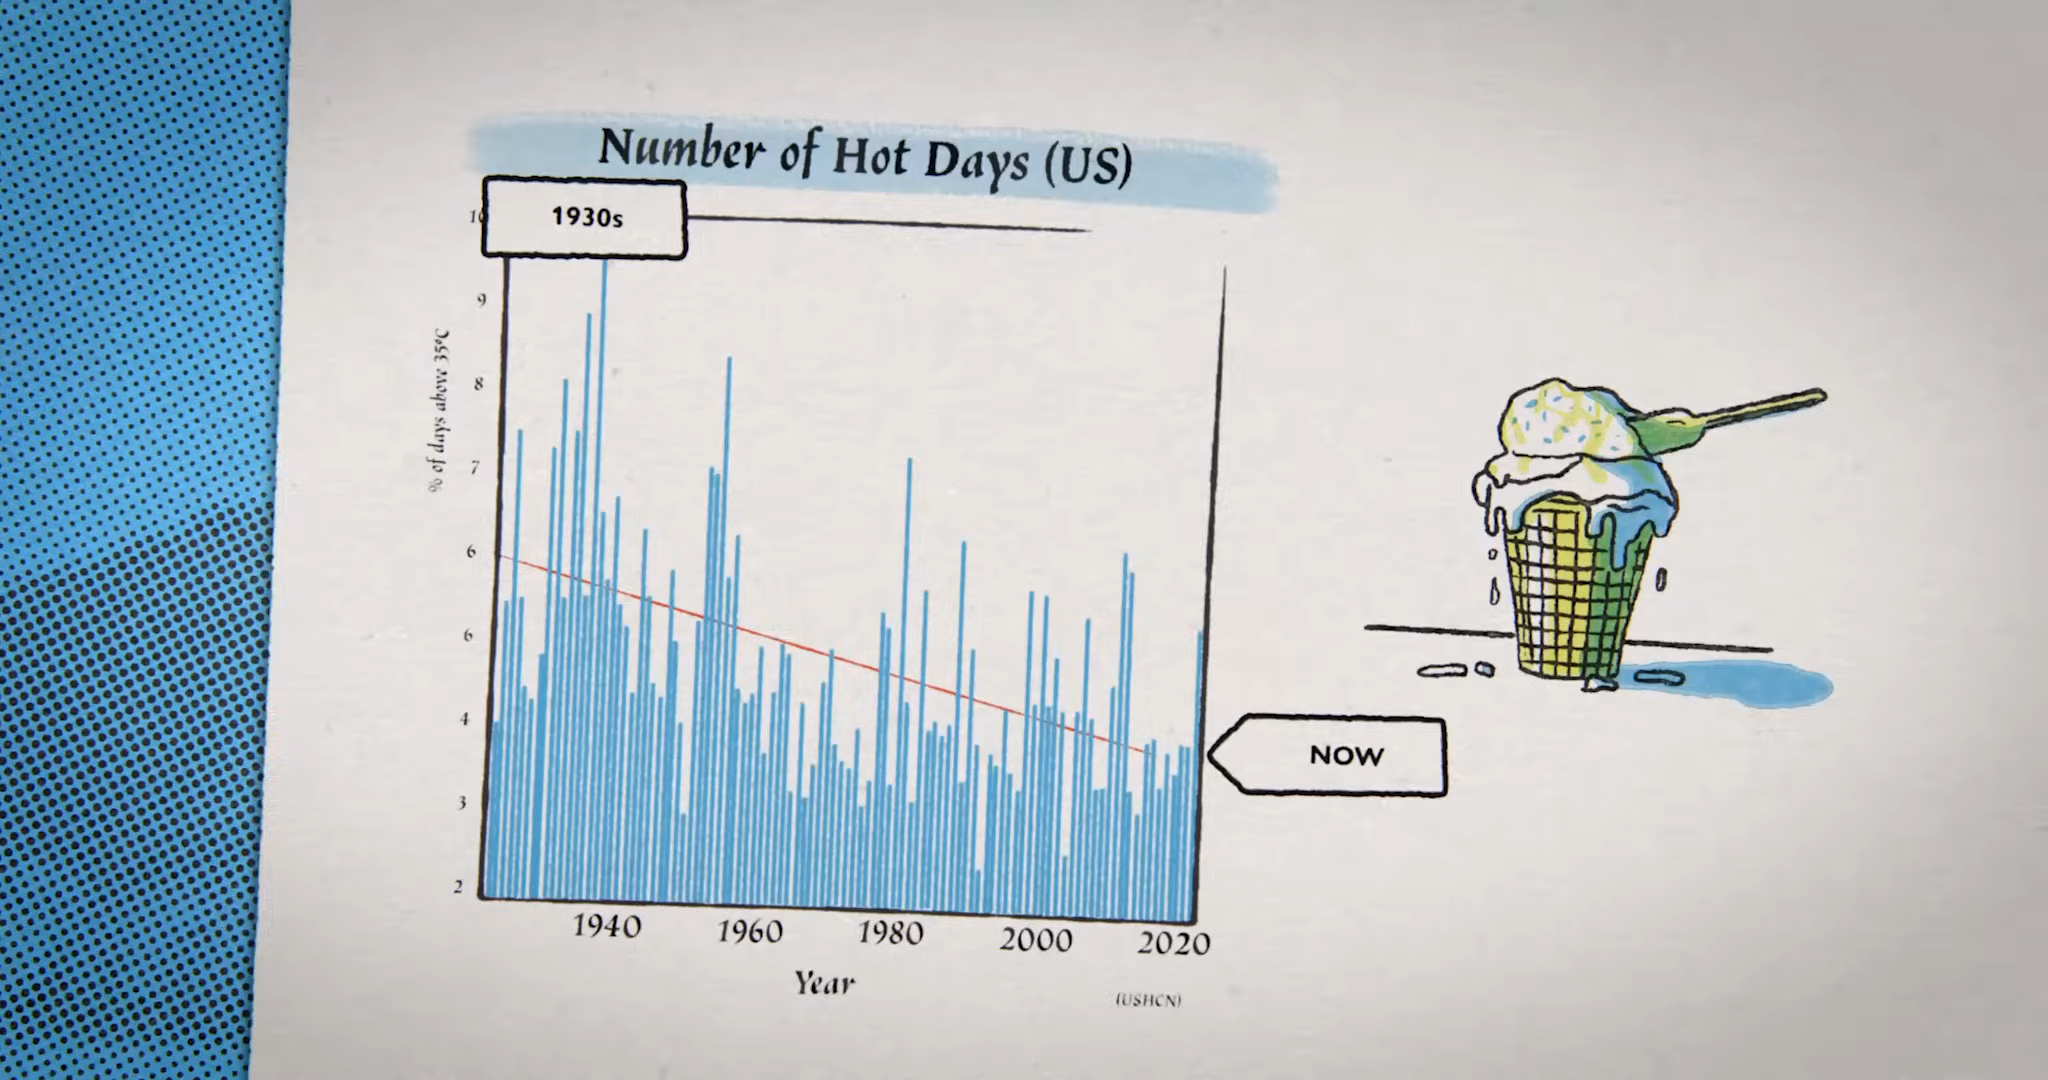 Number of Hot Days (US)
1930s
% of days above 35°C
9
8
7
6
6
4
3
2
1940 1960 1980 2000 2020
Year
(USHCN)
NOW